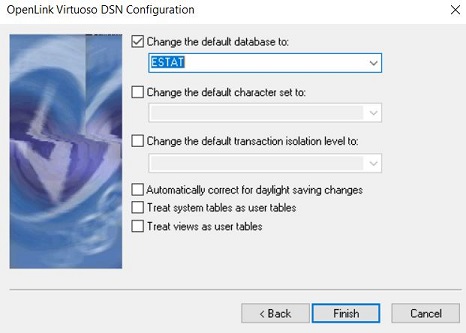 OpenLink Virtuoso DSN Configuration
Change the default database to:
ESTAT
Change the default character set to:
Change the default transaction isolation level to:
Automatically correct for daylight saving changes
Treat system tables as user tables
Treat views as user tables
< Back
Finish
Cancel